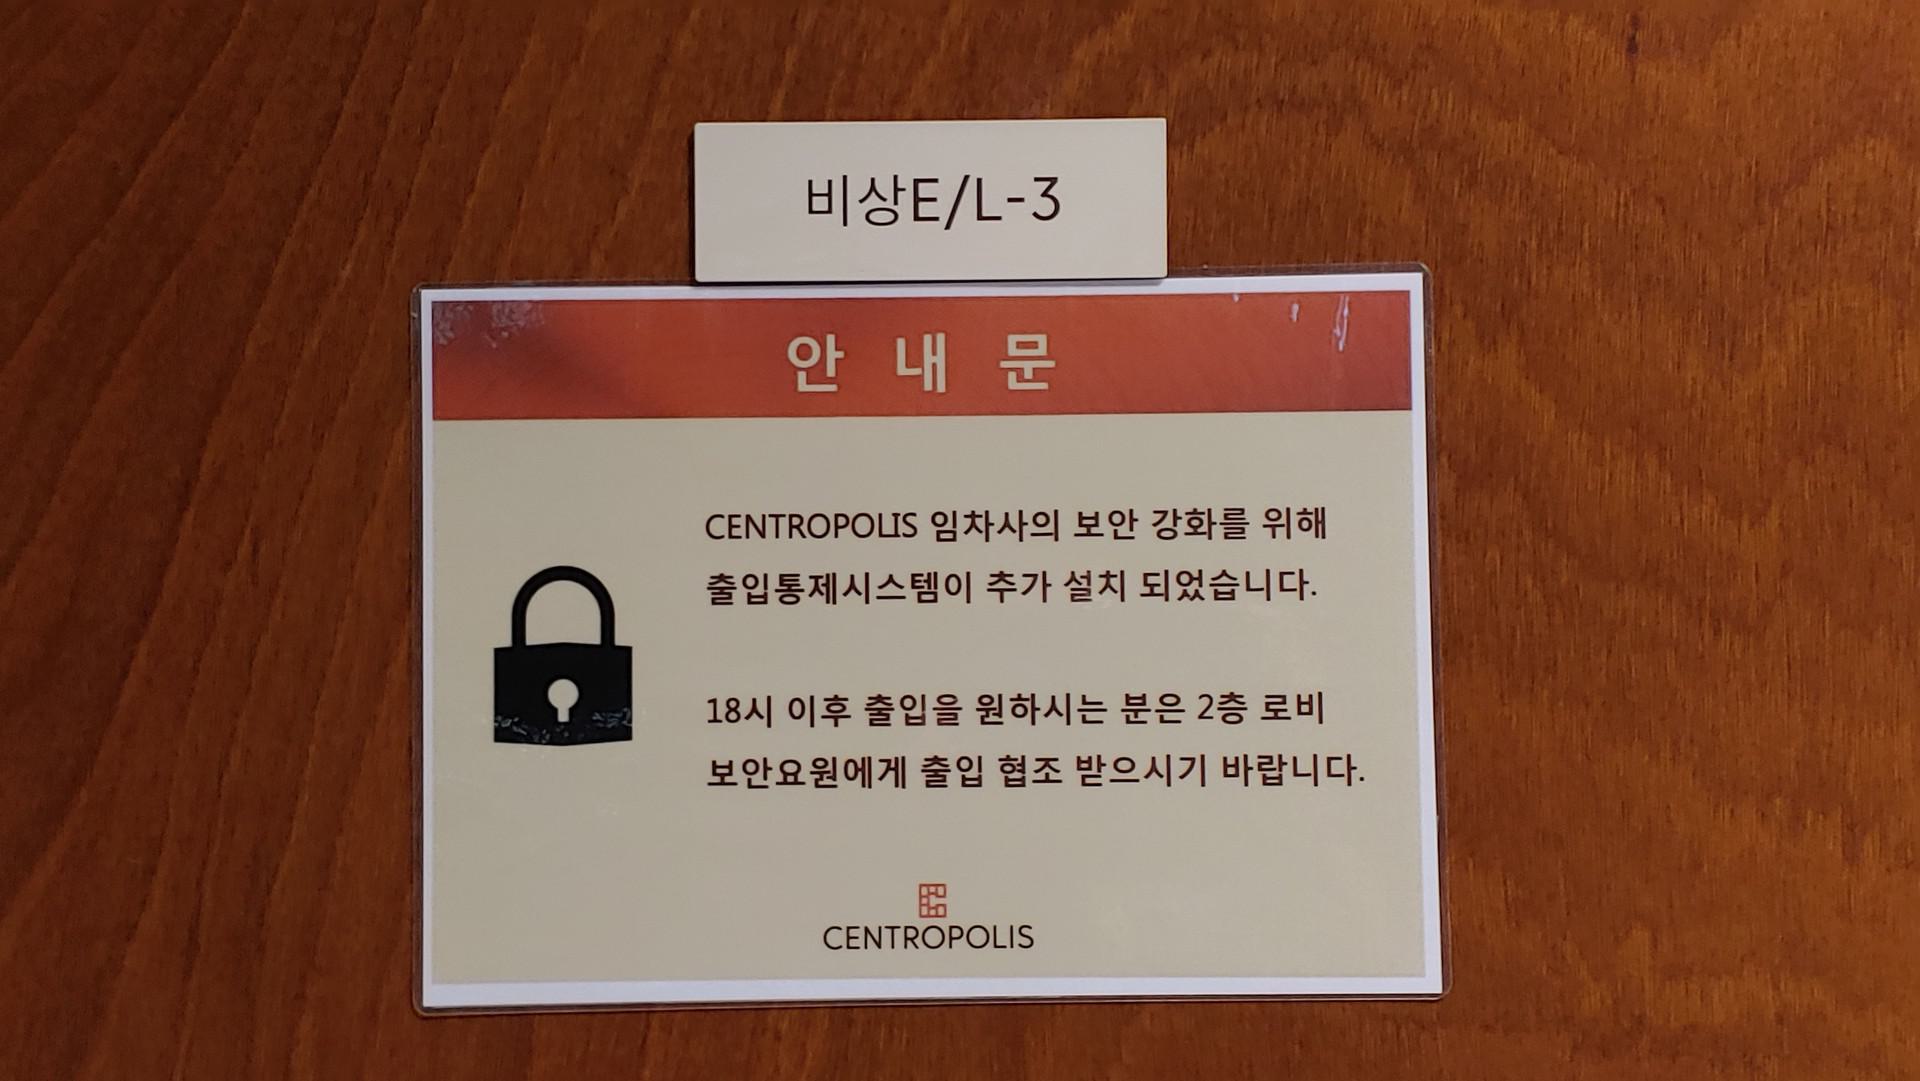 비상E/L-3
안 내 문
CENTROPOLIS 임차사의 보안 강화를 위해
출입통제시스템이 추가 설치 되었습니다.
18시 이후 출입을 원하시는 분은 2층 로비
보안요원에게 출입 협조 받으시기 바랍니다.
CENTROPOLIS